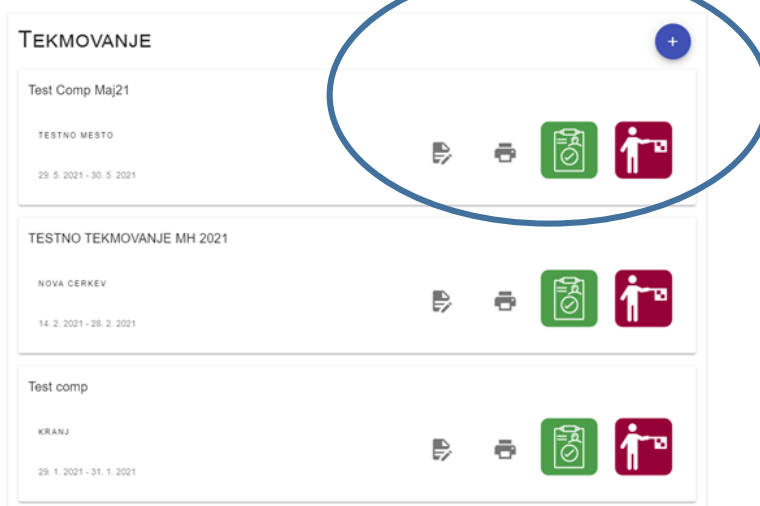 TEKMOVANJE
+
Test Comp Maj21
TESTNO MESTO
29. 5. 2021 - 30. 5. 2021
TESTNO TEKMOVANJE MH 2021
NOVA CERKEV
14. 2. 2021 - 28. 2. 2021
Test comp
KRANJ
29. 1. 2021 - 31. 1. 2021